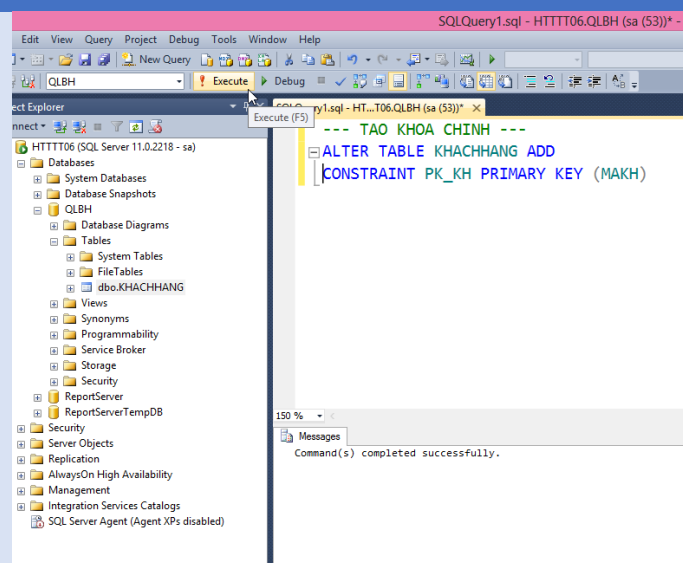 SQLQuery1.sql - HTTTT06.QLBH (sa (53))* -
Edit View Query Project Debug Tools Window Help
New Query
QLBH Execute Debug
ect Explorer
Execute (F5)
ry1.sql - HT...T06.QLBH (sa (53))*
nnect
HTTTT06 (SQL Server 11.0.2218 - sa)
Databases
System Databases
Database Snapshots
QLBH
Database Diagrams
Tables
System Tables
FileTables
dbo.KHACHHANG
Views
Synonyms
Programmability
Service Broker
Storage
Security
ReportServer
ReportServerTempDB
Security
Server Objects
Replication
AlwaysOn High Availability
Management
Integration Services Catalogs
SQL Server Agent (Agent XPs disabled)
--- TAO KHOA CHINH ---
ALTER TABLE KHACHHANG ADD
CONSTRAINT PK_KH PRIMARY KEY (MAKH)
150 %
Messages
Command(s) completed successfully.